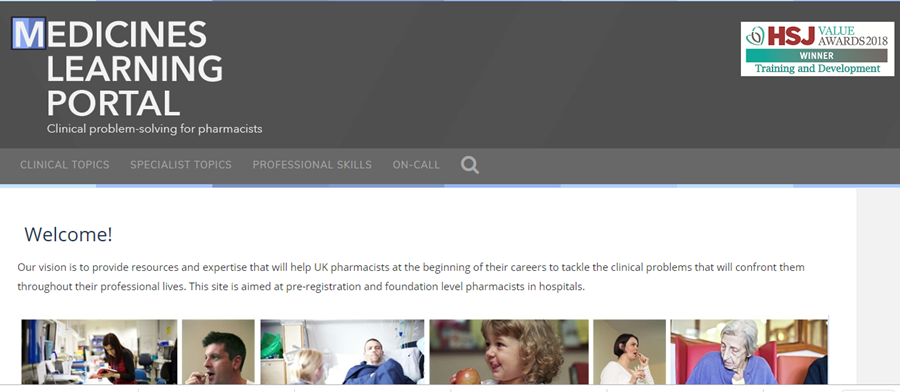 MEDICINES
LEARNING
PORTAL
Clinical problem-solving for pharmacists
HSJ VALUE
AWARDS 2018
WINNER
Training and Development
CLINICAL TOPICS SPECIALIST TOPICS PROFESSIONAL SKILLS ON-CALL
Welcome!
Our vision is to provide resources and expertise that will help UK pharmacists at the beginning of their careers to tackle the clinical problems that will confront them
throughout their professional lives. This site is aimed at pre-registration and foundation level pharmacists in hospitals.